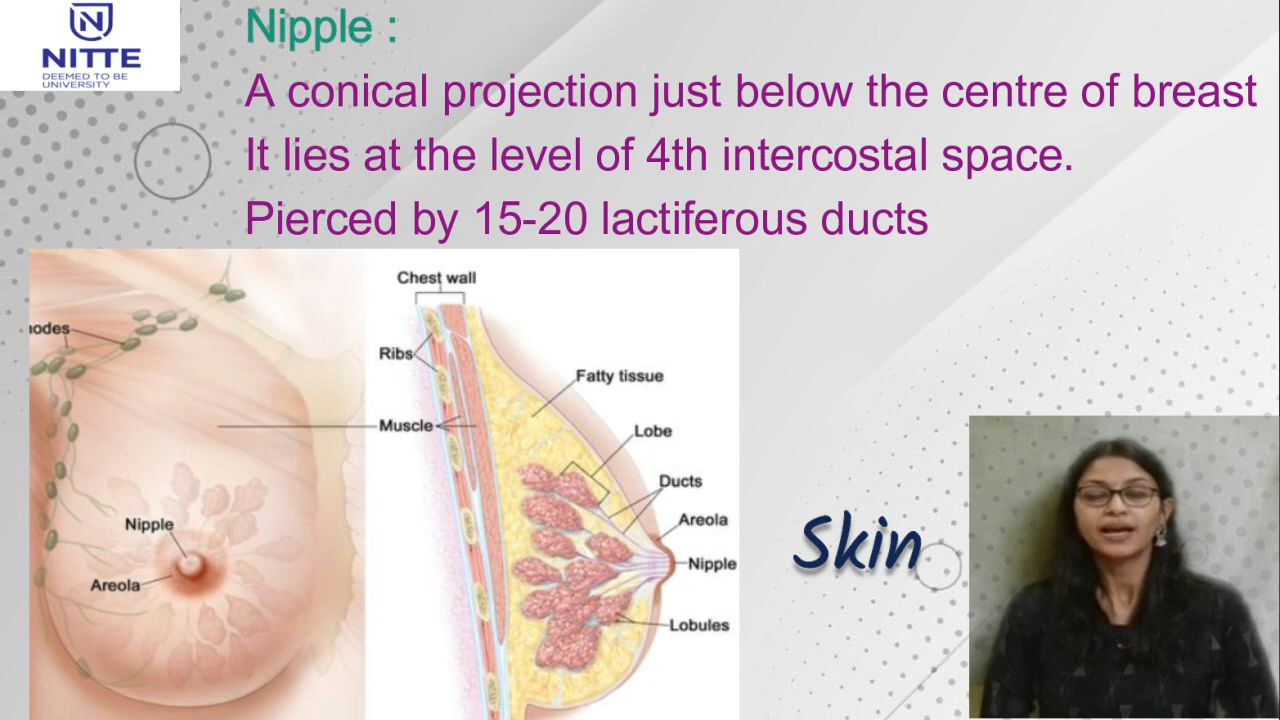 NITTE
DEEMED TO BE
UNIVERSITY
Nipple :
A conical projection just below the centre of breast
It lies at the level of 4th intercostal space.
Pierced by 15-20 lactiferous ducts
Chest wall
Ribs
Fatty tissue
Muscle
Lobe
Ducts
Areola
Nipple
Lobules
Nipple
Areola
Skin